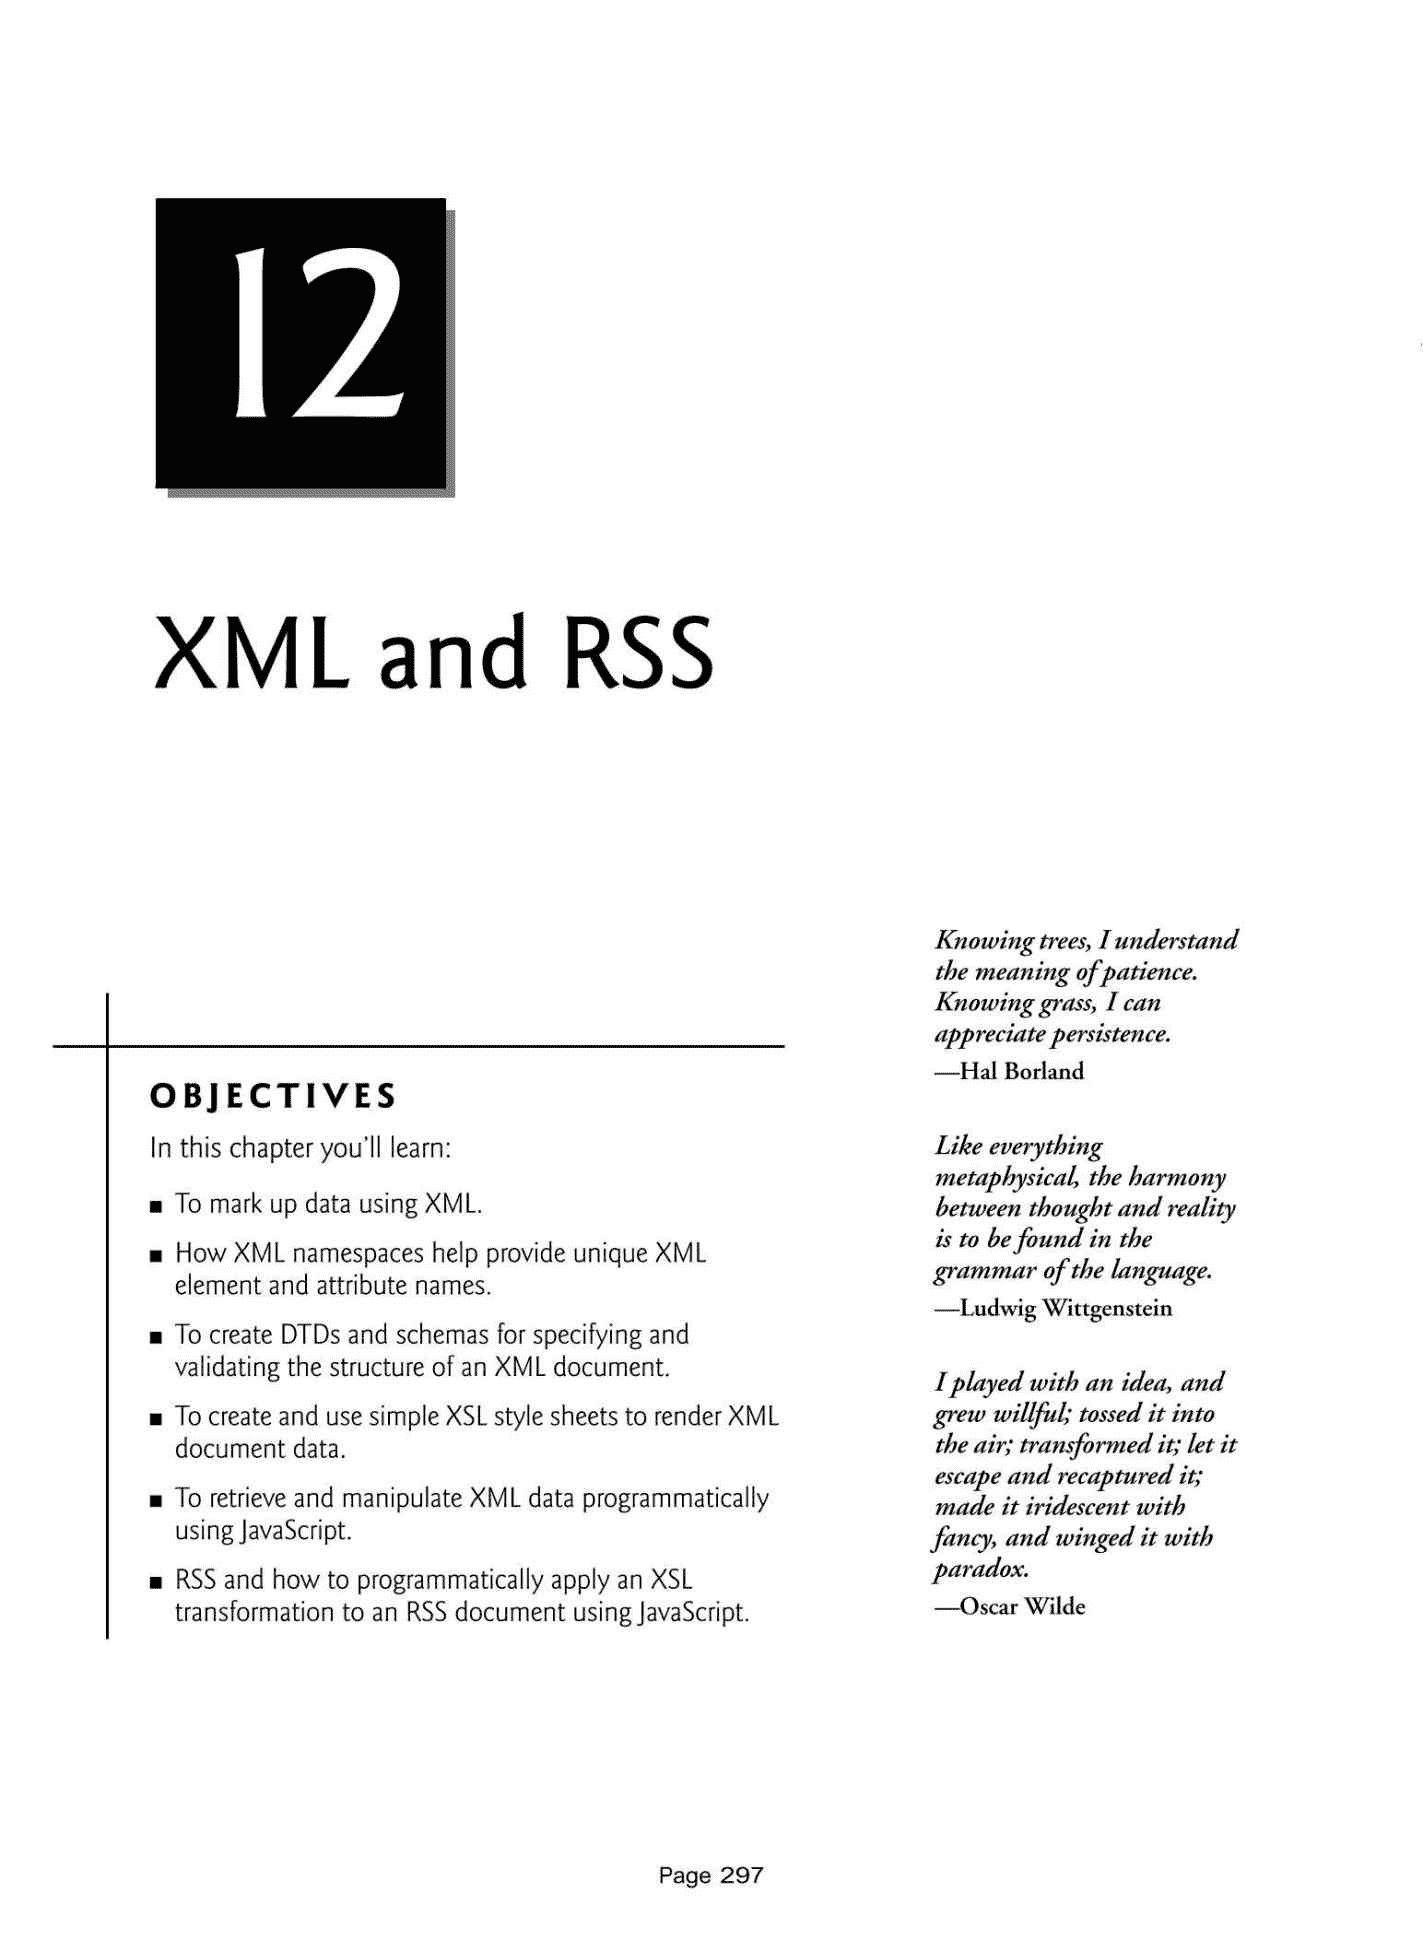 12
XML and RSS
OBJECTIVES
In this chapter you'll learn:
■ To mark up data using XML.
■ How XML namespaces help provide unique XML
element and attribute names.
■ To create DTDs and schemas for specifying and
validating the structure of an XML document.
■ To create and use simple XSL style sheets to render XML
document data.
■ To retrieve and manipulate XML data programmatically
using JavaScript.
■ RSS and how to programmatically apply an XSL
transformation to an RSS document using JavaScript.
Knowing trees, I understand
the meaning of patience.
Knowing grass, I can
appreciate persistence.
—Hal Borland
Like everything
metaphysical, the harmony
between thought and reality
is to be found in the
grammar of the language.
—Ludwig Wittgenstein
I played with an idea, and
grew willful; tossed it into
the air; transformed it; let it
escape and recaptured it;
made it iridescent with
fancy, and winged it with
paradox.
—Oscar Wilde
Page 297